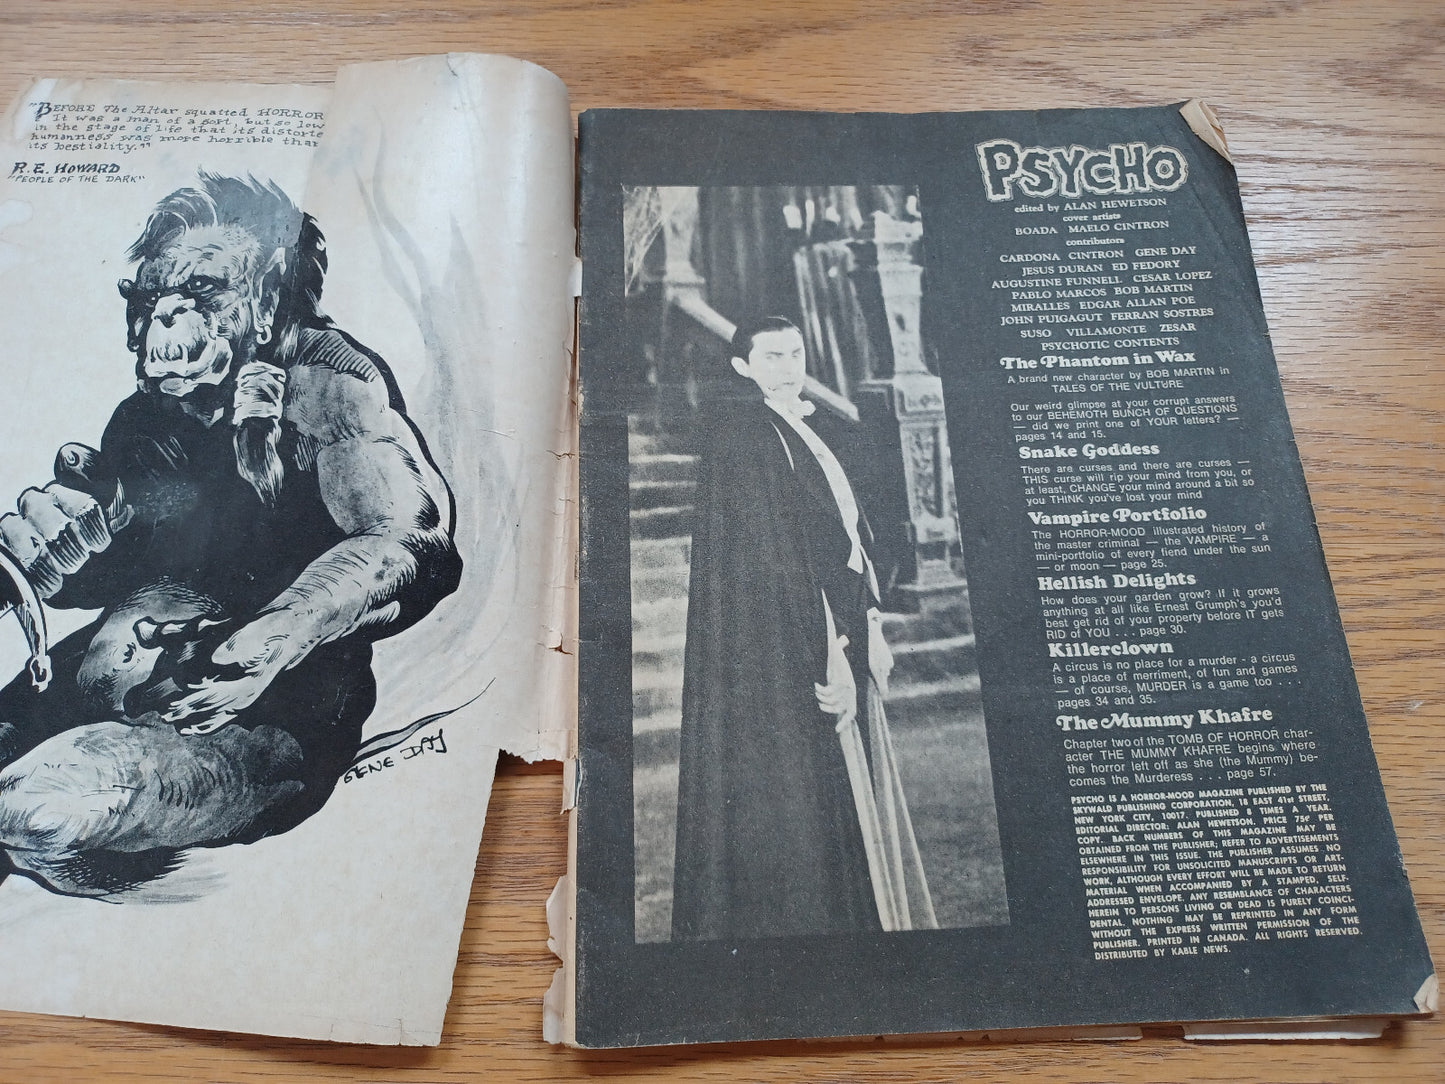 "BEFORE The Altar squatted HORROR
It was a man of a sort, but so low
in the stage of life that its distorte
humanness was more horrible than
its bestiality."
R.E. HOWARD
"PEOPLE OF THE DARK"
GENE DAY
PSYCHO
edited by ALAN HEWETSON
cover artists
BOADA MAELO CINTRON
contributors
CARDONA CINTRON GENE DAY
JESUS DURAN ED FEDORY
AUGUSTINE FUNNELL CESAR LOPEZ
PABLO MARCOS BOB MARTIN
MIRALLES EDGAR ALLAN POE
JOHN PUIGAGUT FERRAN SOSTRES
SUSO VILLAMONTE ZESAR
PSYCHOTIC CONTENTS
The Phantom in Wax
A brand new character by BOB MARTIN in
TALES OF THE VULTURE
Our weird glimpse at your corrupt answers
to our BEHEMOTH BUNCH OF QUESTIONS
— did we print one of YOUR letters? —
pages 14 and 15.
Snake Goddess
There are curses and there are curses —
THIS curse will rip your mind from you, or
at least, CHANGE your mind around a bit so
you THINK you've lost your mind
Vampire Portfolio
The HORROR-MOOD illustrated history of
the master criminal — the VAMPIRE — a
mini-portfolio of every fiend under the sun
— or moon — page 25.
Hellish Delights
How does your garden grow? If it grows
anything at all like Ernest Grumph's you'd
best get rid of your property before IT gets
RID of YOU . . . page 30.
Killerclown
A circus is no place for a murder - a circus
is a place of merriment, of fun and games
— of course, MURDER is a game too . . .
pages 34 and 35.
The Mummy Khafre
Chapter two of the TOMB OF HORROR char-
acter THE MUMMY KHAFRE begins where
the horror left off as she (the Mummy) be-
comes the Murderess . . . page 57.
PSYCHO IS A HORROR-MOOD MAGAZINE PUBLISHED BY THE
SKYWALD PUBLISHING CORPORATION, 18 EAST 41st STREET,
NEW YORK CITY, 10017. PUBLISHED 8 TIMES A YEAR.
EDITORIAL DIRECTOR: ALAN HEWETSON. PRICE 75¢ PER
COPY. BACK NUMBERS OF THIS MAGAZINE MAY BE
OBTAINED FROM THE PUBLISHER; REFER TO ADVERTISEMENTS
ELSEWHERE IN THIS ISSUE. THE PUBLISHER ASSUMES NO
RESPONSIBILITY FOR UNSOLICITED MANUSCRIPTS OR ART-
WORK, ALTHOUGH EVERY EFFORT WILL BE MADE TO RETURN
MATERIAL WHEN ACCOMPANIED BY A STAMPED, SELF-
ADDRESSED ENVELOPE. ANY RESEMBLANCE OF CHARACTERS
HEREIN TO PERSONS LIVING OR DEAD IS PURELY COINCI-
DENTAL. NOTHING MAY BE REPRINTED IN ANY FORM
WITHOUT THE EXPRESS WRITTEN PERMISSION OF THE
PUBLISHER. PRINTED IN CANADA. ALL RIGHTS RESERVED.
DISTRIBUTED BY KABLE NEWS.